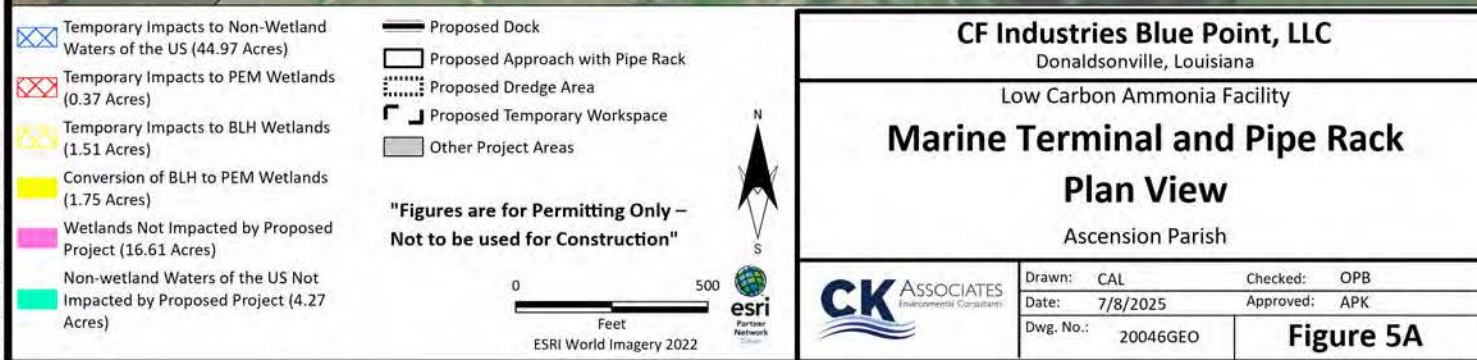 Temporary Impacts to Non-Wetland
Waters of the US (44.97 Acres)
Temporary Impacts to PEM Wetlands
(0.37 Acres)
Temporary Impacts to BLH Wetlands
(1.51 Acres)
Conversion of BLH to PEM Wetlands
(1.75 Acres)
Wetlands Not Impacted by Proposed
Project (16.61 Acres)
Non-wetland Waters of the US Not
Impacted by Proposed Project (4.27
Acres)
Proposed Dock
Proposed Approach with Pipe Rack
Proposed Dredge Area
Proposed Temporary Workspace
Other Project Areas
"Figures are for Permitting Only –
Not to be used for Construction"
N
S
0 500
Feet
ESRI World Imagery 2022
esri
Partner
Network
CF Industries Blue Point, LLC
Donaldsonville, Louisiana
Low Carbon Ammonia Facility
Marine Terminal and Pipe Rack
Plan View
Ascension Parish
CK ASSOCIATES
Environmental Consultants
Drawn: CAL Checked: OPB
Date: 7/8/2025 Approved: APK
Dwg. No.: 20046GEO
Figure 5A